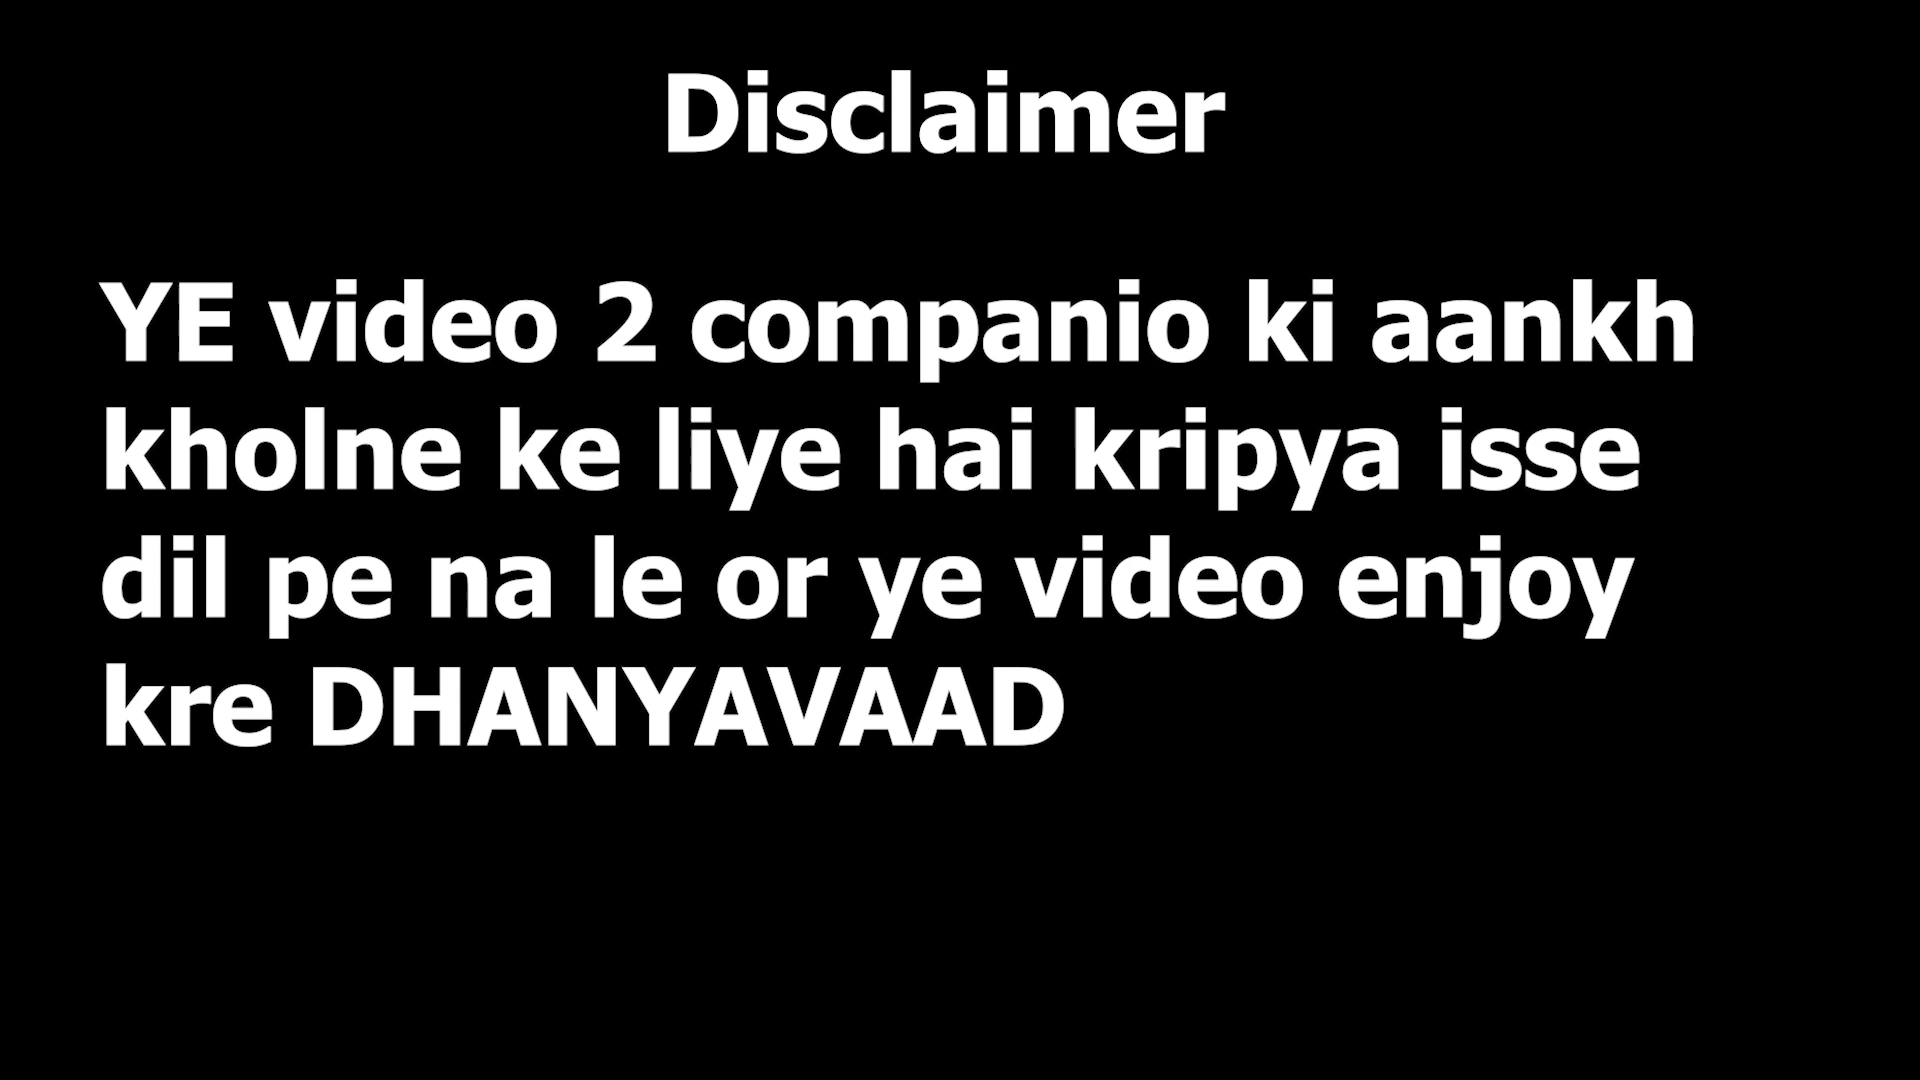 Disclaimer
YE video 2 companio ki aankh
kholne ke liye hai kripya isse
dil pe na le or ye video enjoy
kre DHANYAVAAD